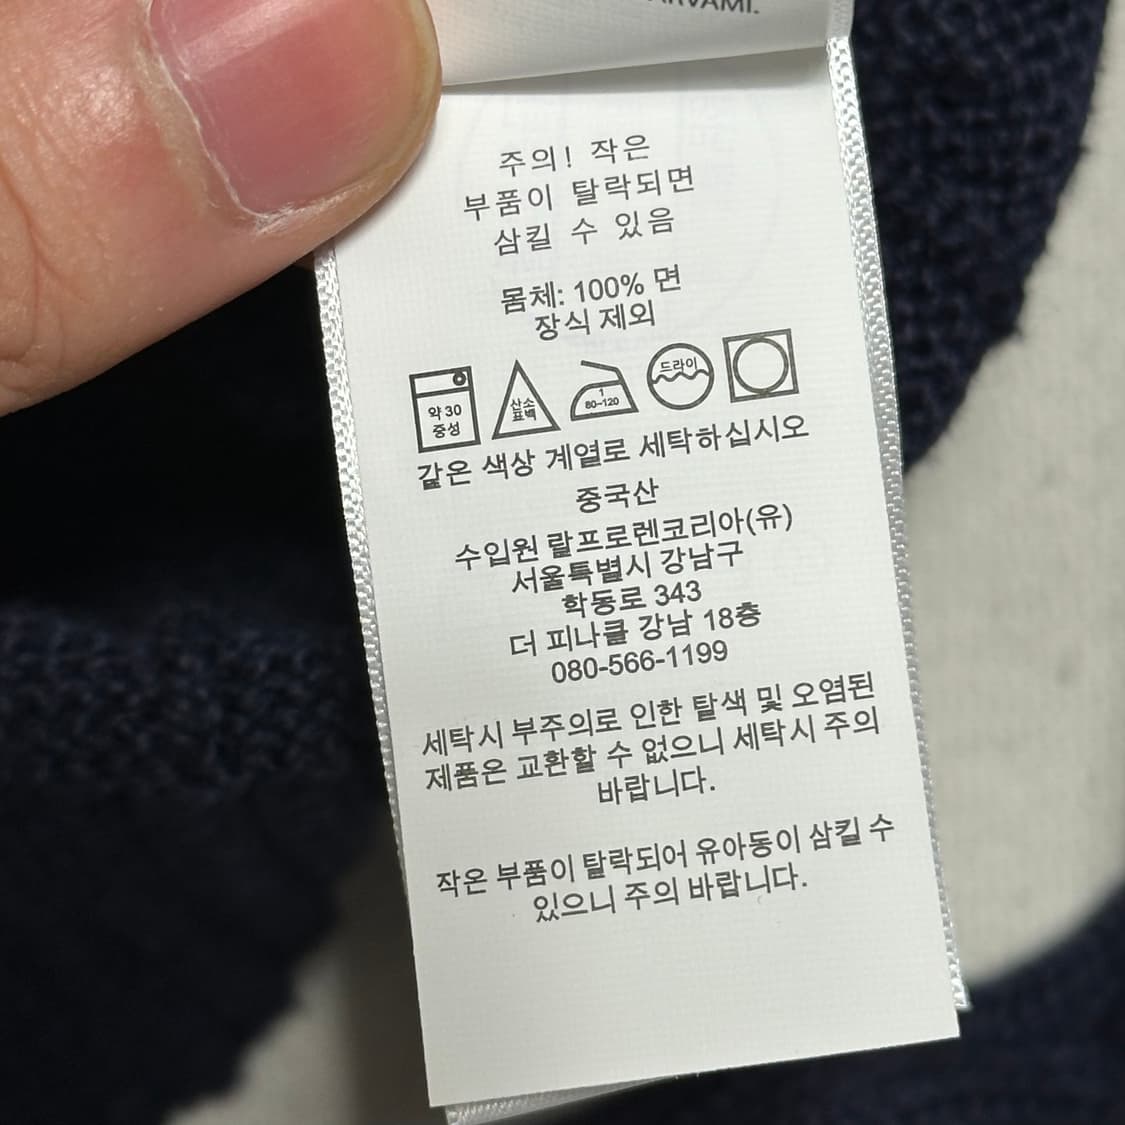 주의! 작은
부품이 탈락되면
삼킬 수 있음
몸체: 100% 면
장식 제외
약 30
중성
산소
표백
1
80-120
드라이
같은 색상 계열로 세탁하십시오
중국산
수입원 랄프로렌코리아(유)
서울특별시 강남구
학동로 343
더 피나클 강남 18층
080-566-1199
세탁시 부주의로 인한 탈색 및 오염된
제품은 교환할 수 없으니 세탁시 주의
바랍니다.
작은 부품이 탈락되어 유아동이 삼킬 수
있으니 주의 바랍니다.